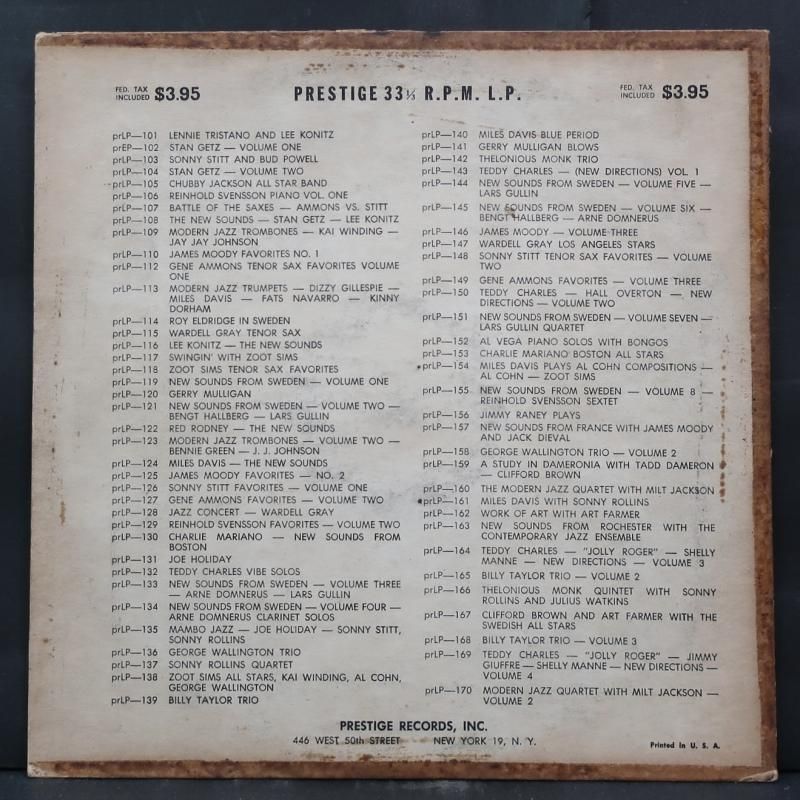 FED. TAX
INCLUDED $3.95
PRESTIGE 33⅓ R.P.M. L.P.
FED. TAX
INCLUDED $3.95
prLP—101 LENNIE TRISTANO AND LEE KONITZ
prEP—102 STAN GETZ — VOLUME ONE
prLP—103 SONNY STITT AND BUD POWELL
prLP—104 STAN GETZ — VOLUME TWO
prLP—105 CHUBBY JACKSON ALL STAR BAND
prLP—106 REINHOLD SVENSSON PIANO VOL. ONE
prLP—107 BATTLE OF THE SAXES — AMMONS VS. STITT
prLP—108 THE NEW SOUNDS — STAN GETZ — LEE KONITZ
prLP—109 MODERN JAZZ TROMBONES — KAI WINDING —
JAY JAY JOHNSON
prLP—110 JAMES MOODY FAVORITES NO. 1
prLP—112 GENE AMMONS TENOR SAX FAVORITES VOLUME
ONE
prLP—113 MODERN JAZZ TRUMPETS — DIZZY GILLESPIE —
MILES DAVIS — FATS NAVARRO — KINNY
DORHAM
prLP—114 ROY ELDRIDGE IN SWEDEN
prLP—115 WARDELL GRAY TENOR SAX
prLP—116 LEE KONITZ — THE NEW SOUNDS
prLP—117 SWINGIN' WITH ZOOT SIMS
prLP—118 ZOOT SIMS TENOR SAX FAVORITES
prLP—119 NEW SOUNDS FROM SWEDEN — VOLUME ONE
prLP—120 GERRY MULLIGAN
prLP—121 NEW SOUNDS FROM SWEDEN — VOLUME TWO —
BENGT HALLBERG — LARS GULLIN
prLP—122 RED RODNEY — THE NEW SOUNDS
prLP—123 MODERN JAZZ TROMBONES — VOLUME TWO —
BENNIE GREEN — J. J. JOHNSON
prLP—124 MILES DAVIS — THE NEW SOUNDS
prLP—125 JAMES MOODY FAVORITES — NO. 2
prLP—126 SONNY STITT FAVORITES — VOLUME ONE
prLP—127 GENE AMMONS FAVORITES — VOLUME TWO
prLP—128 JAZZ CONCERT — WARDELL GRAY
prLP—129 REINHOLD SVENSSON FAVORITES — VOLUME TWO
prLP—130 CHARLIE MARIANO — NEW SOUNDS FROM
BOSTON
prLP—131 JOE HOLIDAY
prLP—132 TEDDY CHARLES VIBE SOLOS
prLP—133 NEW SOUNDS FROM SWEDEN — VOLUME THREE
— ARNE DOMNERUS — LARS GULLIN
prLP—134 NEW SOUNDS FROM SWEDEN — VOLUME FOUR —
ARNE DOMNERUS CLARINET SOLOS
prLP—135 MAMBO JAZZ — JOE HOLIDAY — SONNY STITT,
SONNY ROLLINS
prLP—136 GEORGE WALLINGTON TRIO
prLP—137 SONNY ROLLINS QUARTET
prLP—138 ZOOT SIMS ALL STARS, KAI WINDING, AL COHN,
GEORGE WALLINGTON
prLP—139 BILLY TAYLOR TRIO
prLP—140 MILES DAVIS BLUE PERIOD
prLP—141 GERRY MULLIGAN BLOWS
prLP—142 THELONIOUS MONK TRIO
prLP—143 TEDDY CHARLES — (NEW DIRECTIONS) VOL. 1
prLP—144 NEW SOUNDS FROM SWEDEN — VOLUME FIVE —
LARS GULLIN
prLP—145 NEW SOUNDS FROM SWEDEN — VOLUME SIX —
BENGT HALLBERG — ARNE DOMNERUS
prLP—146 JAMES MOODY — VOLUME THREE
prLP—147 WARDELL GRAY LOS ANGELES STARS
prLP—148 SONNY STITT TENOR SAX FAVORITES — VOLUME
TWO
prLP—149 GENE AMMONS FAVORITES — VOLUME THREE
prLP—150 TEDDY CHARLES — HALL OVERTON — NEW
DIRECTIONS — VOLUME TWO
prLP—151 NEW SOUNDS FROM SWEDEN — VOLUME SEVEN —
LARS GULLIN QUARTET
prLP—152 AL VEGA PIANO SOLOS WITH BONGOS
prLP—153 CHARLIE MARIANO BOSTON ALL STARS
prLP—154 MILES DAVIS PLAYS AL COHN COMPOSITIONS —
AL COHN — ZOOT SIMS
prLP—155 NEW SOUNDS FROM SWEDEN — VOLUME 8 —
REINHOLD SVENSSON SEXTET
prLP—156 JIMMY RANEY PLAYS
prLP—157 NEW SOUNDS FROM FRANCE WITH JAMES MOODY
AND JACK DIEVAL
prLP—158 GEORGE WALLINGTON TRIO — VOLUME 2
prLP—159 A STUDY IN DAMERONIA WITH TADD DAMERON
— CLIFFORD BROWN
prLP—160 THE MODERN JAZZ QUARTET WITH MILT JACKSON
prLP—161 MILES DAVIS WITH SONNY ROLLINS
prLP—162 WORK OF ART WITH ART FARMER
prLP—163 NEW SOUNDS FROM ROCHESTER WITH THE
CONTEMPORARY JAZZ ENSEMBLE
prLP—164 TEDDY CHARLES — "JOLLY ROGER" — SHELLY
MANNE — NEW DIRECTIONS — VOLUME 3
prLP—165 BILLY TAYLOR TRIO — VOLUME 2
prLP—166 THELONIOUS MONK QUINTET WITH SONNY
ROLLINS AND JULIUS WATKINS
prLP—167 CLIFFORD BROWN AND ART FARMER WITH THE
SWEDISH ALL STARS
prLP—168 BILLY TAYLOR TRIO — VOLUME 3
prLP—169 TEDDY CHARLES — "JOLLY ROGER" — JIMMY
GIUFFRE — SHELLY MANNE — NEW DIRECTIONS —
VOLUME 4
prLP—170 MODERN JAZZ QUARTET WITH MILT JACKSON —
VOLUME 2
PRESTIGE RECORDS, INC.
446 WEST 50th STREET NEW YORK 19, N. Y.
Printed in U. S. A.